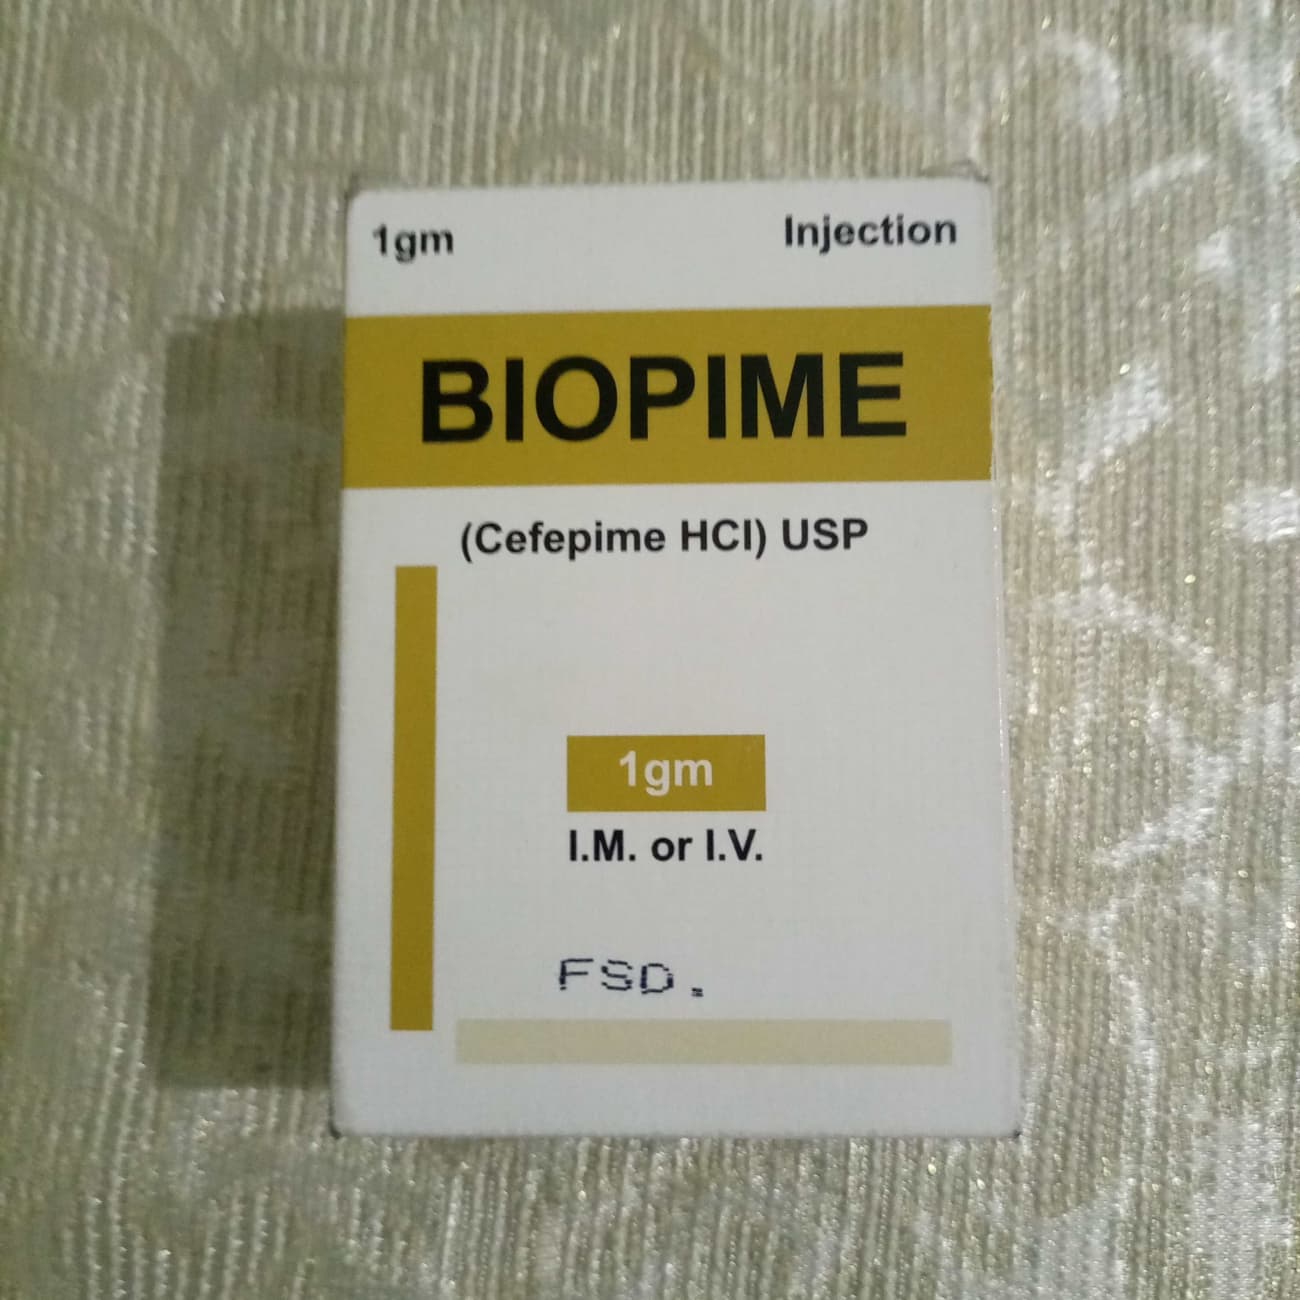 1gm Injection
BIOPIME
(Cefepime HCl) USP
1gm
I.M. or I.V.
FSD.